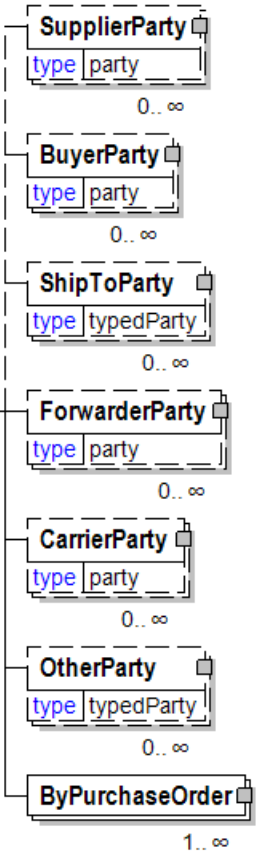 SupplierParty
type party
0.. ∞
BuyerParty
type party
0.. ∞
ShipToParty
type typedParty
0.. ∞
ForwarderParty
type party
0.. ∞
CarrierParty
type party
0.. ∞
OtherParty
type typedParty
0.. ∞
ByPurchaseOrder
1.. ∞